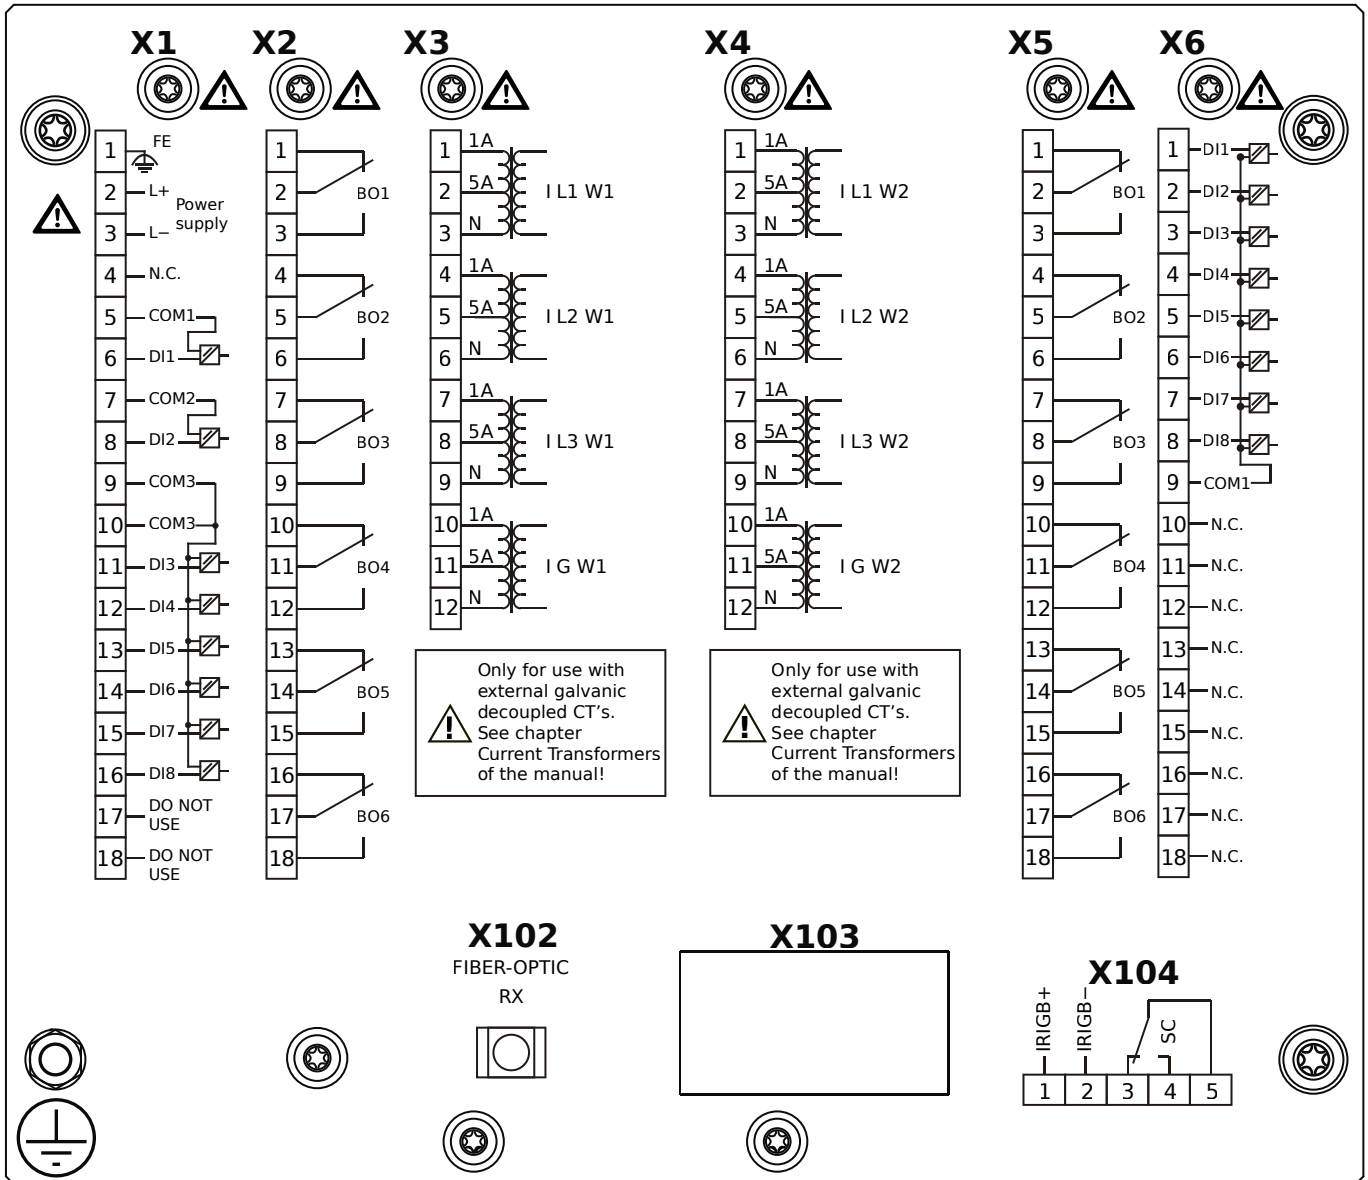 X1
X2
X3
X4
X5
X6
1
FE
2
L+
Power
supply
3
L−
4
N.C.
5
COM1
6
DI1
7
COM2
8
DI2
9
COM3
10
COM3
11
DI3
12
DI4
13
DI5
14
DI6
15
DI7
16
DI8
17
DO NOT
USE
18
DO NOT
USE
1
2
BO1
3
4
5
BO2
6
7
8
BO3
9
10
11
BO4
12
13
14
BO5
15
16
17
BO6
18
1
1A
2
5A
I L1 W1
3
N
4
1A
5
5A
I L2 W1
6
N
7
1A
8
5A
I L3 W1
9
N
10
1A
11
5A
I G W1
12
N
Only for use with
external galvanic
decoupled CT's.
See chapter
Current Transformers
of the manual!
1
1A
2
5A
I L1 W2
3
N
4
1A
5
5A
I L2 W2
6
N
7
1A
8
5A
I L3 W2
9
N
10
1A
11
5A
I G W2
12
N
Only for use with
external galvanic
decoupled CT's.
See chapter
Current Transformers
of the manual!
1
2
BO1
3
4
5
BO2
6
7
8
BO3
9
10
11
BO4
12
13
14
BO5
15
16
17
BO6
18
1
DI1
2
DI2
3
DI3
4
DI4
5
DI5
6
DI6
7
DI7
8
DI8
9
COM1
10
N.C.
11
N.C.
12
N.C.
13
N.C.
14
N.C.
15
N.C.
16
N.C.
17
N.C.
18
N.C.
X102
FIBER-OPTIC
RX
X103
X104
IRIGB+
IRIGB−
SC
1
2
3
4
5